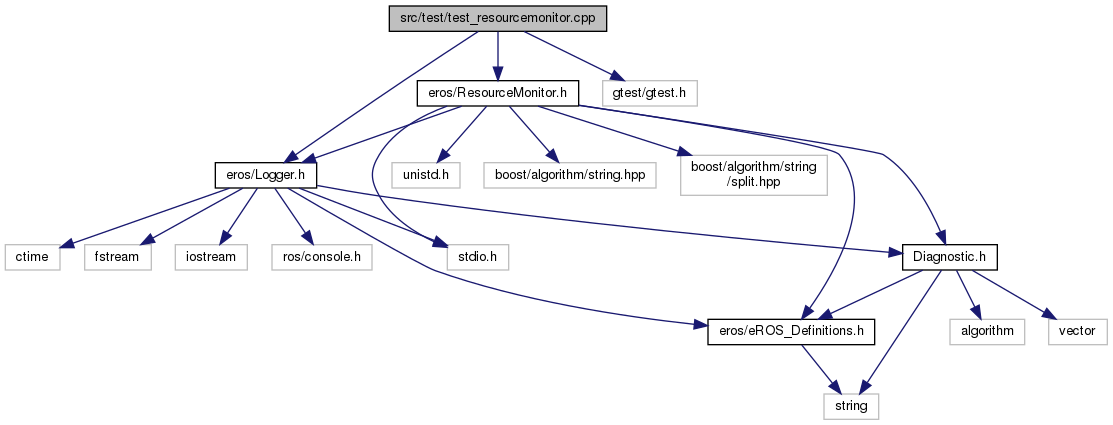 src/test/test_resourcemonitor.cpp
eros/ResourceMonitor.h
gtest/gtest.h
eros/Logger.h
unistd.h
boost/algorithm/string.hpp
boost/algorithm/string
/split.hpp
ctime
fstream
iostream
ros/console.h
stdio.h
Diagnostic.h
eros/eROS_Definitions.h
algorithm
vector
string